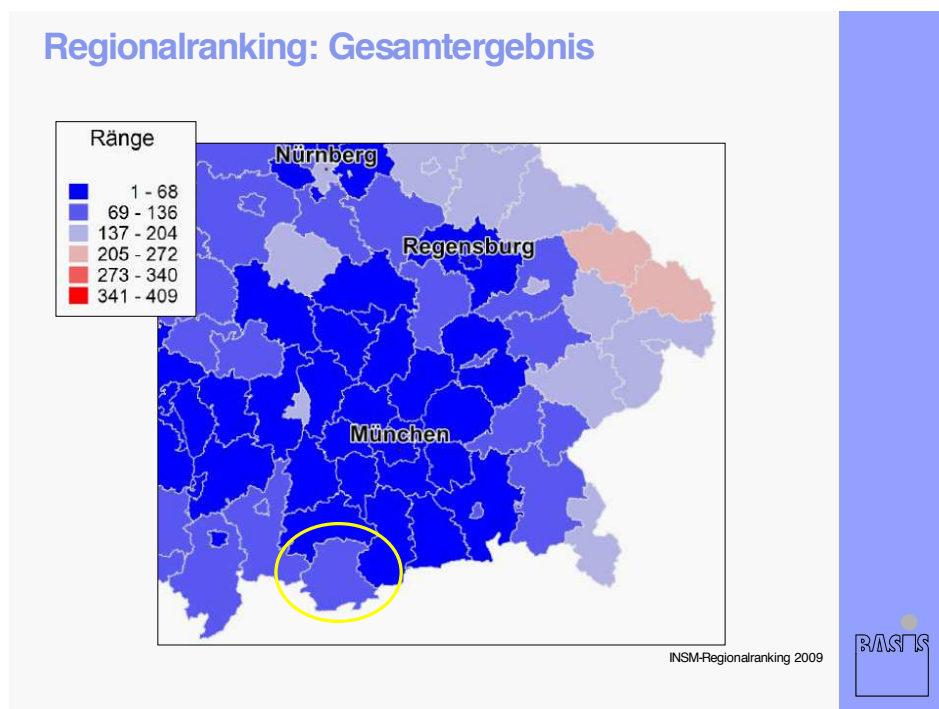 Regionalranking: Gesamtergebnis
Ränge
1 - 68
69 - 136
137 - 204
205 - 272
273 - 340
341 - 409
Nürnberg
Regensburg
München
INSM-Regionalranking 2009
BASIS